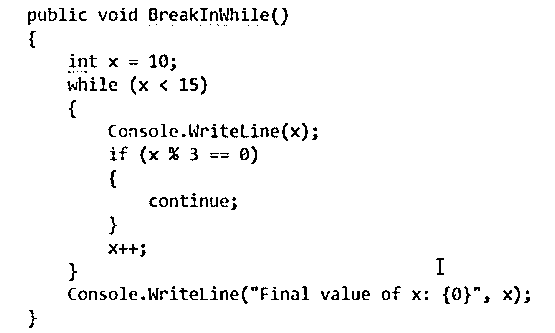 public void BreakInWhile()
{
    int x = 10;
    while (x < 15)
    {
        Console.WriteLine(x);
        if (x % 3 == 0)
        {
            continue;
        }
        x++;
    }
    Console.WriteLine("Final value of x: {0}", x);
}